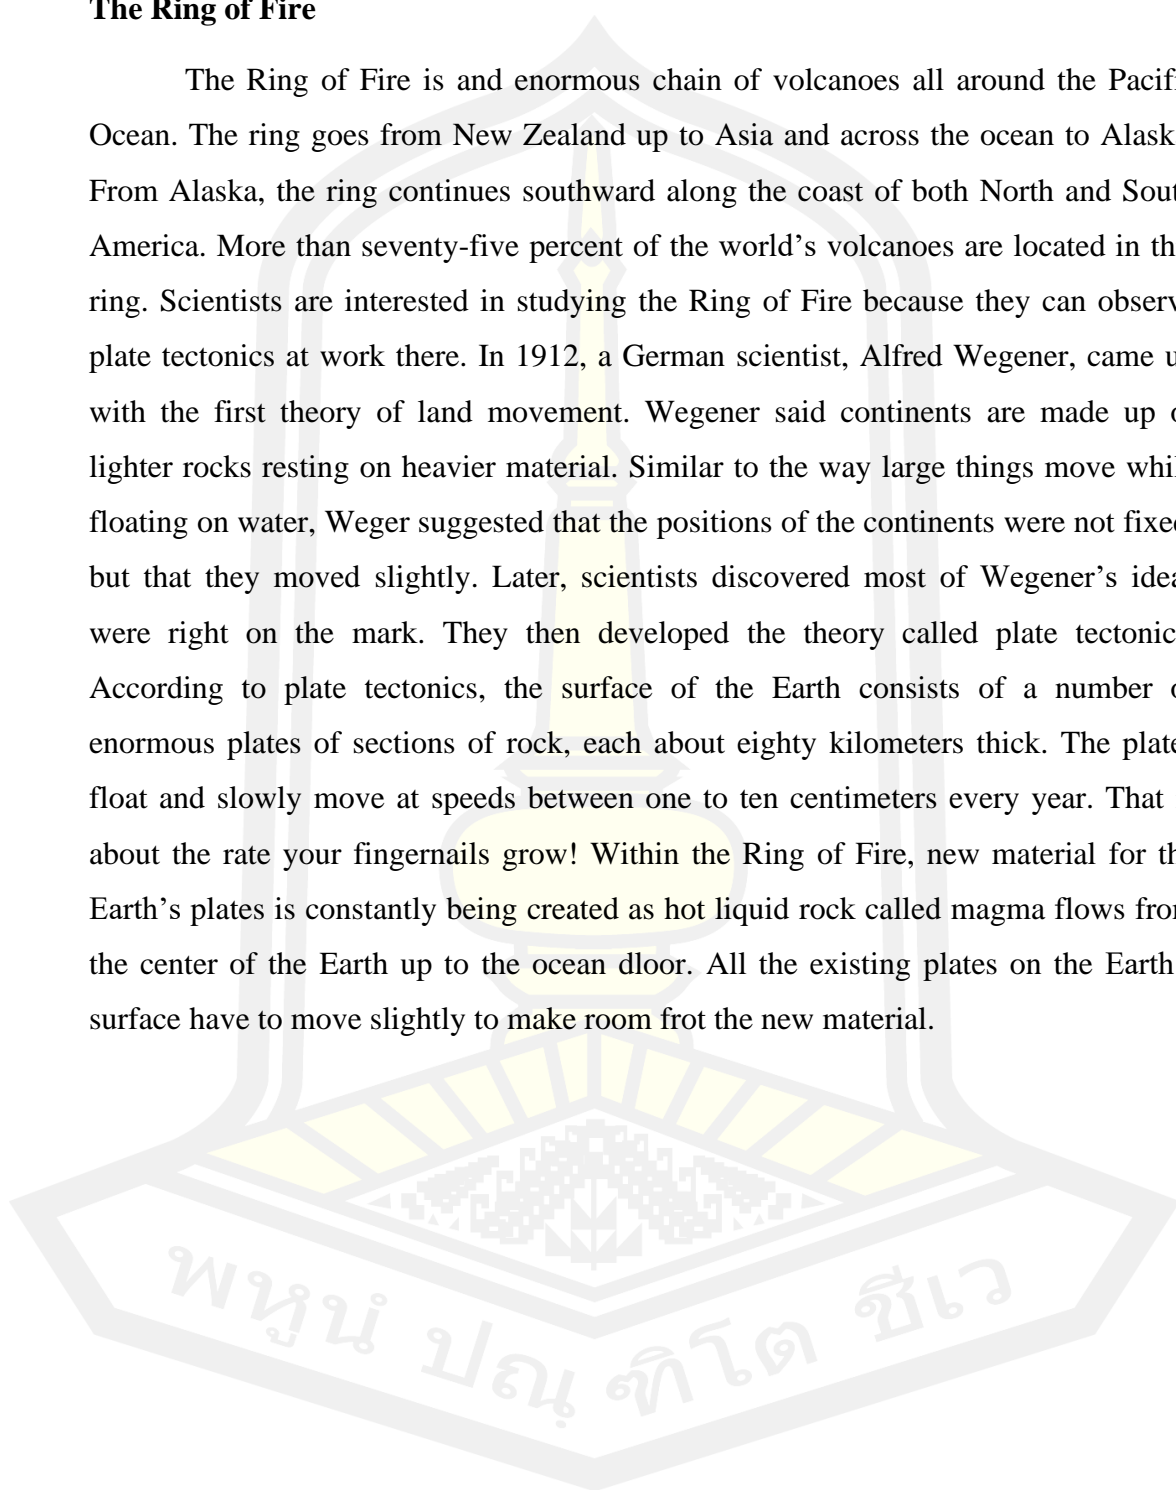 The Ring of Fire
The Ring of Fire is and enormous chain of volcanoes all around the Pacifi
Ocean. The ring goes from New Zealand up to Asia and across the ocean to Alask
From Alaska, the ring continues southward along the coast of both North and Sout
America. More than seventy-five percent of the world’s volcanoes are located in th
ring. Scientists are interested in studying the Ring of Fire because they can observ
plate tectonics at work there. In 1912, a German scientist, Alfred Wegener, came u
with the first theory of land movement. Wegener said continents are made up o
lighter rocks resting on heavier material. Similar to the way large things move whil
floating on water, Weger suggested that the positions of the continents were not fixed
but that they moved slightly. Later, scientists discovered most of Wegener’s idea
were right on the mark. They then developed the theory called plate tectonic
According to plate tectonics, the surface of the Earth consists of a number o
enormous plates of sections of rock, each about eighty kilometers thick. The plate
float and slowly move at speeds between one to ten centimeters every year. That
about the rate your fingernails grow! Within the Ring of Fire, new material for th
Earth’s plates is constantly being created as hot liquid rock called magma flows from
the center of the Earth up to the ocean dloor. All the existing plates on the Earth’
surface have to move slightly to make room frot the new material.
พหูนํ ปณฺ ฑิโต ชีเว